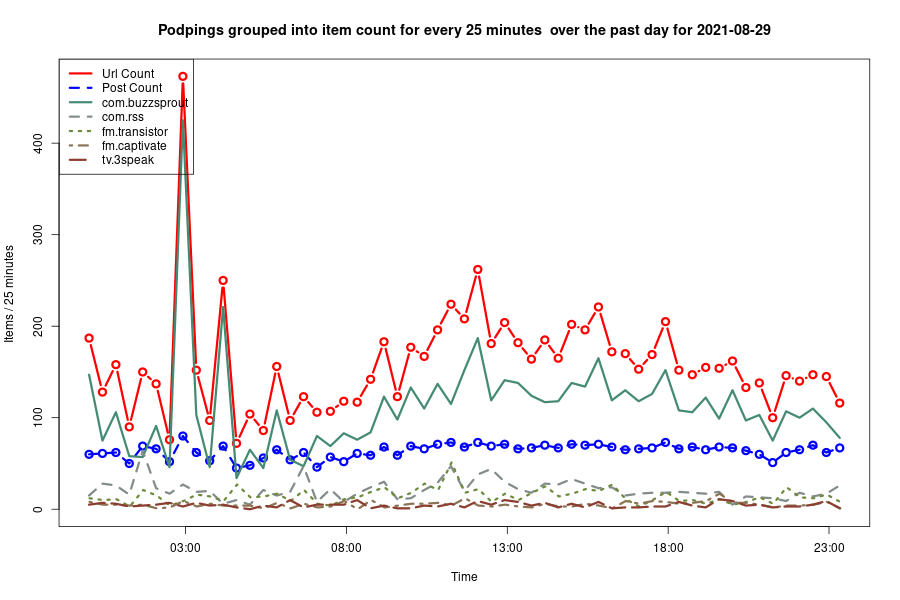 Podpings grouped into item count for every 25 minutes  over the past day for 2021-08-29
Url Count
Post Count
com.buzzsprout
com.rss
fm.transistor
fm.captivate
tv.3speak
Items / 25 minutes
400
300
200
100
0
03:00 08:00 13:00 18:00 23:00
Time